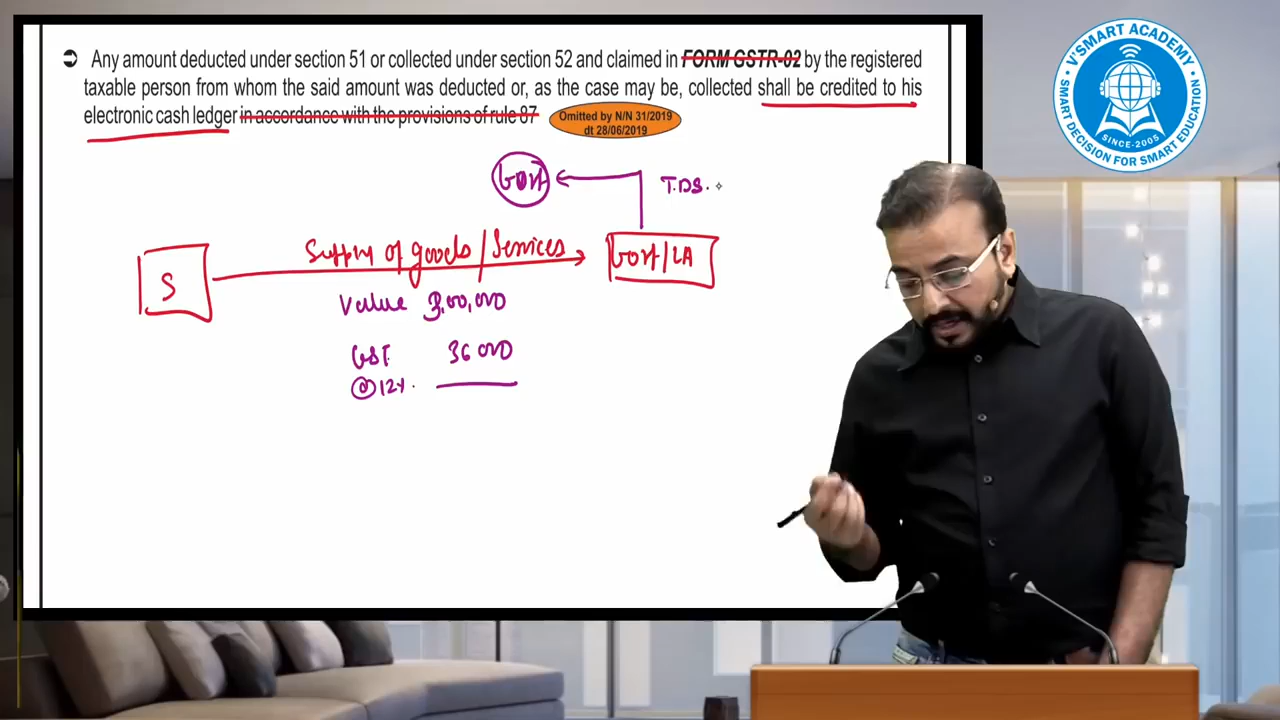 ➲ Any amount deducted under section 51 or collected under section 52 and claimed in FORM GSTR-02 by the registered
taxable person from whom the said amount was deducted or, as the case may be, collected shall be credited to his
electronic cash ledger in accordance with the provisions of rule 87
Omitted by N/N 31/2019
dt 28/06/2019
V'SMART ACADEMY
SMART DECISION FOR SMART EDUCATION
SINCE-2005
Govt
T.DS.
Supply of goods/Services
Govt/LA
S
Value 3,00,000
GST 36000
@12%.